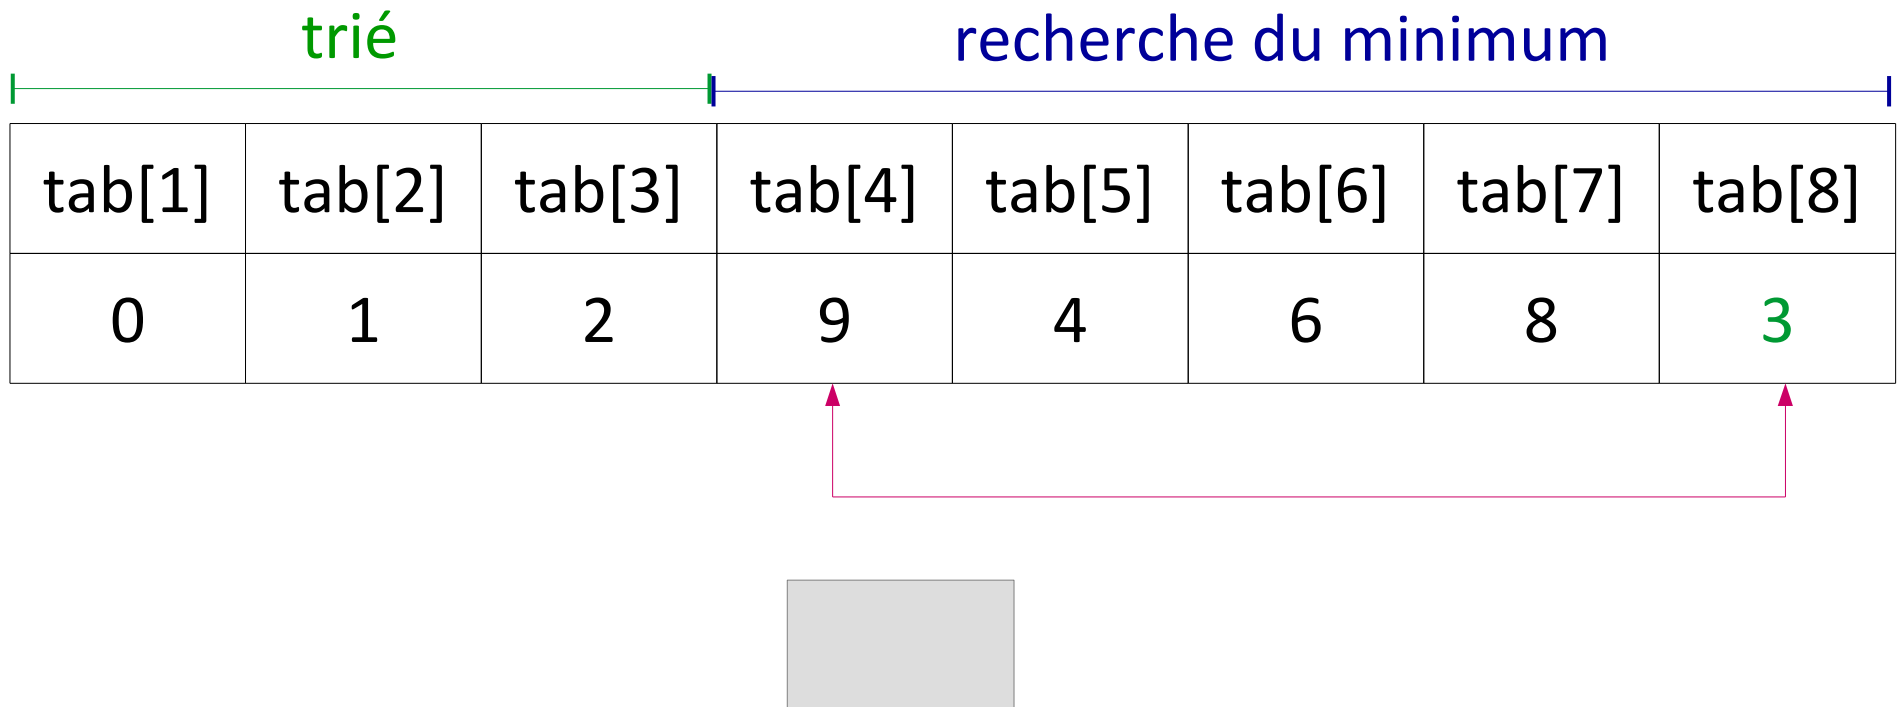 trié
recherche du minimum
tab[1] tab[2] tab[3] tab[4] tab[5] tab[6] tab[7] tab[8]
0 1 2 9 4 6 8 3